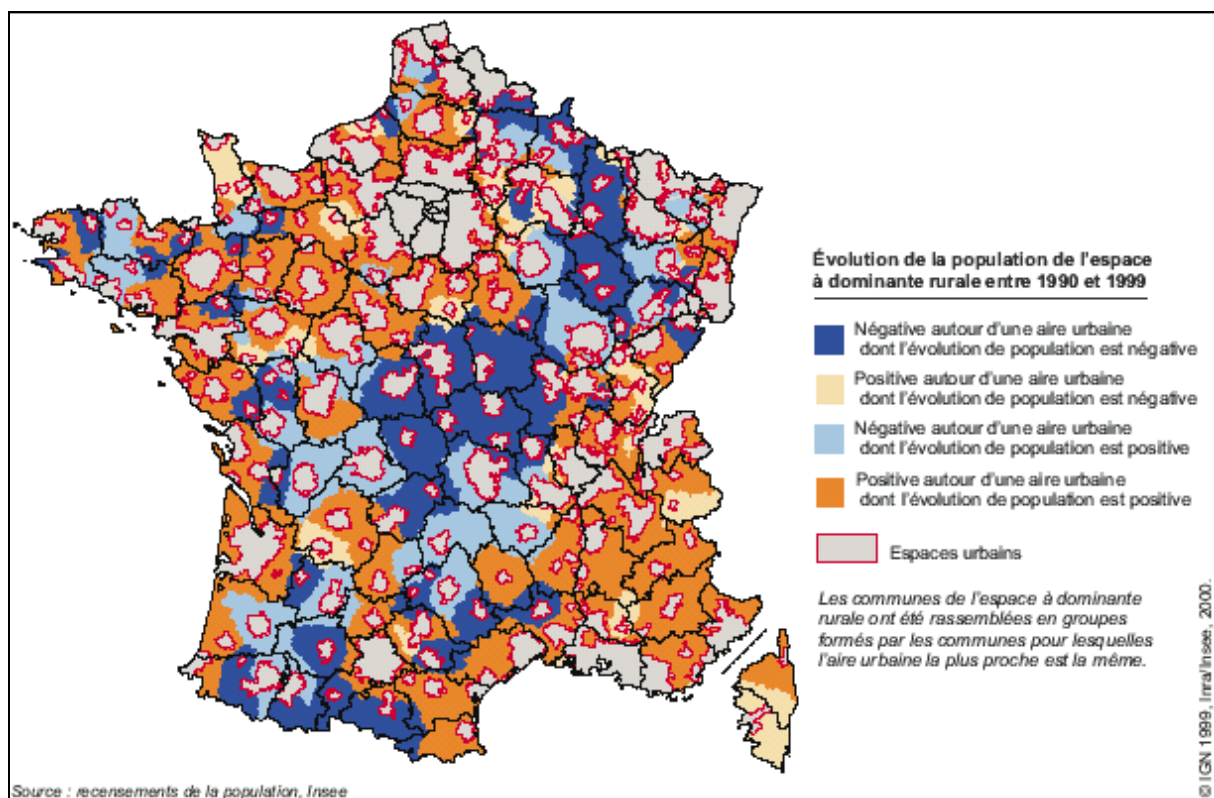 Évolution de la population de l'espace
à dominante rurale entre 1990 et 1999
Négative autour d'une aire urbaine
dont l'évolution de population est négative
Positive autour d'une aire urbaine
dont l'évolution de population est négative
Négative autour d'une aire urbaine
dont l'évolution de population est positive
Positive autour d'une aire urbaine
dont l'évolution de population est positive
Espaces urbains
Les communes de l'espace à dominante
rurale ont été rassemblées en groupes
formés par les communes pour lesquelles
l'aire urbaine la plus proche est la même.
© IGN 1999, Inra/Insee, 2000.
Source : recensements de la population, Insee